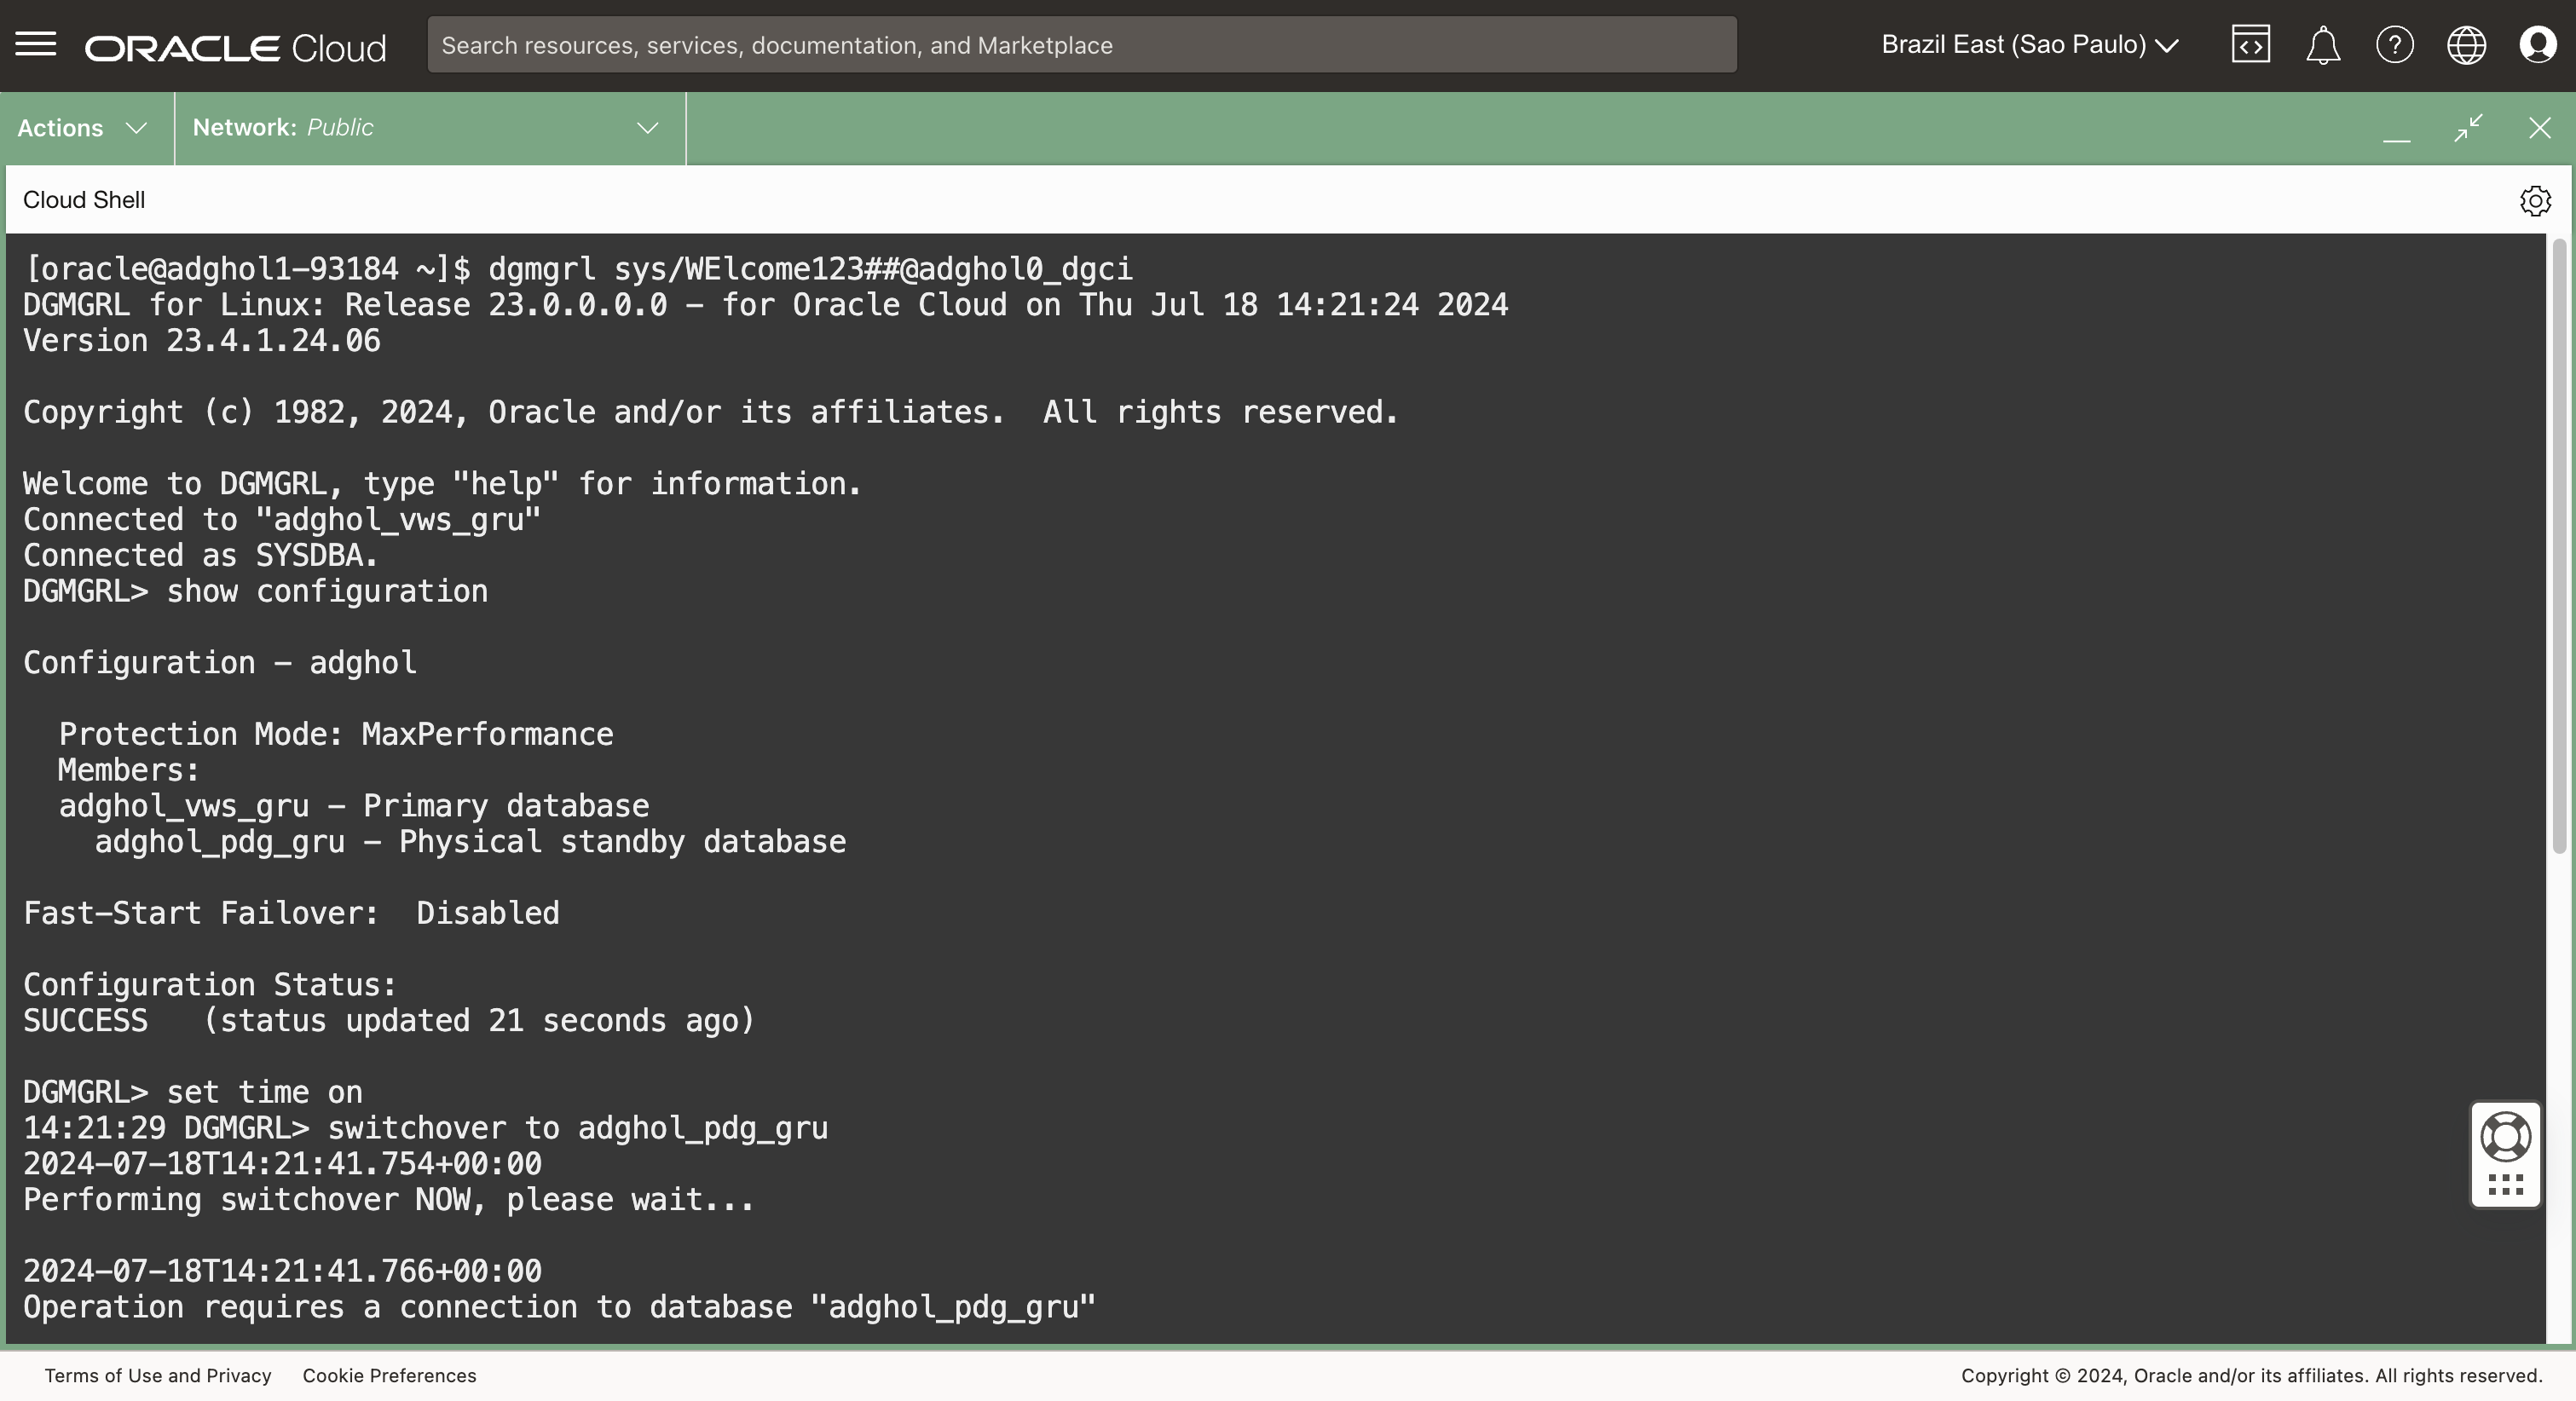 ORACLE Cloud
Search resources, services, documentation, and Marketplace
Brazil East (Sao Paulo)
Actions
Network: Public
Cloud Shell
[oracle@adghol1-93184 ~]$ dgmgrl sys/WElcome123##@adghol0_dgci
DGMGRL for Linux: Release 23.0.0.0.0 - for Oracle Cloud on Thu Jul 18 14:21:24 2024
Version 23.4.1.24.06
Copyright (c) 1982, 2024, Oracle and/or its affiliates.  All rights reserved.
Welcome to DGMGRL, type "help" for information.
Connected to "adghol_vws_gru"
Connected as SYSDBA.
DGMGRL> show configuration
Configuration - adghol
  Protection Mode: MaxPerformance
  Members:
  adghol_vws_gru - Primary database
    adghol_pdg_gru - Physical standby database
Fast-Start Failover:  Disabled
Configuration Status:
SUCCESS   (status updated 21 seconds ago)
DGMGRL> set time on
14:21:29 DGMGRL> switchover to adghol_pdg_gru
2024-07-18T14:21:41.754+00:00
Performing switchover NOW, please wait...
2024-07-18T14:21:41.766+00:00
Operation requires a connection to database "adghol_pdg_gru"
Terms of Use and Privacy
Cookie Preferences
Copyright © 2024, Oracle and/or its affiliates. All rights reserved.